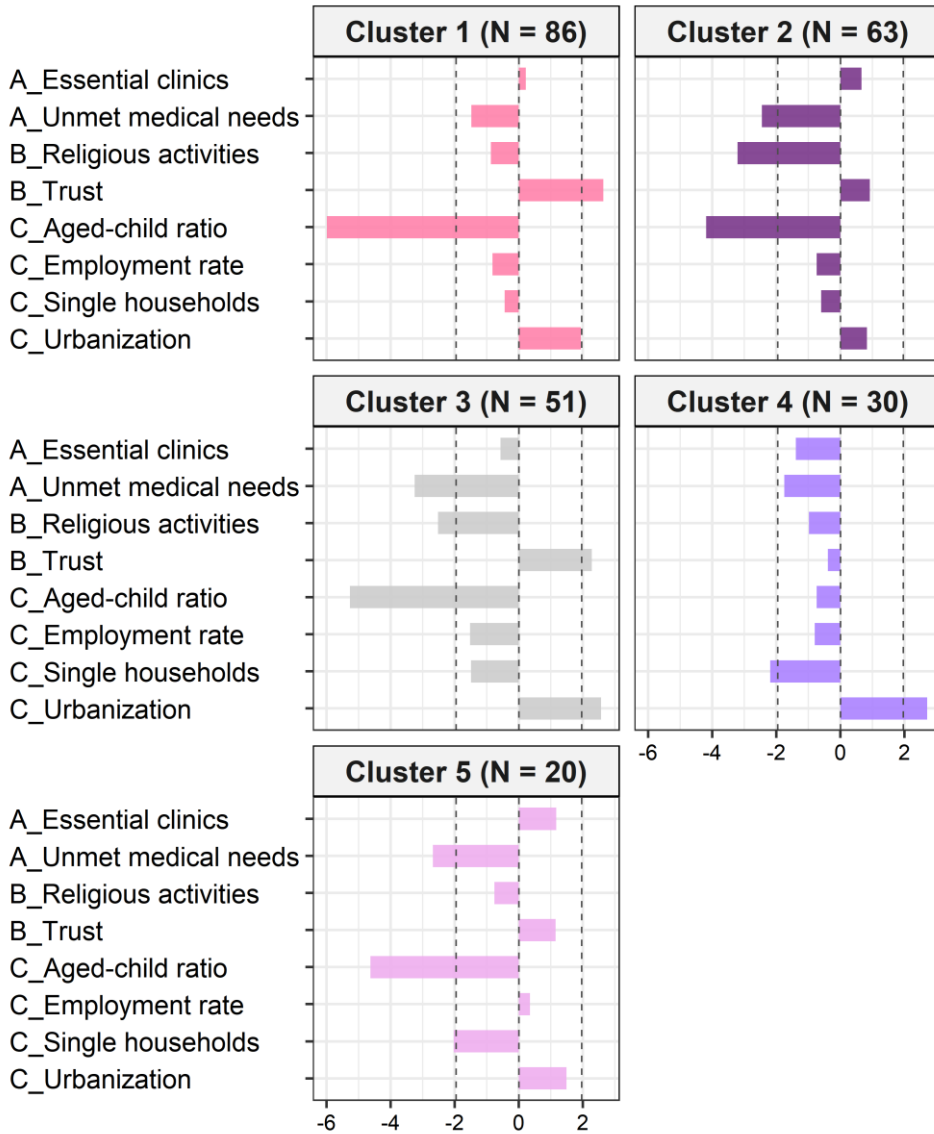 Cluster 1 (N = 86)
Cluster 2 (N = 63)
A_Essential clinics
A_Unmet medical needs
B_Religious activities
B_Trust
C_Aged-child ratio
C_Employment rate
C_Single households
C_Urbanization
Cluster 3 (N = 51)
Cluster 4 (N = 30)
A_Essential clinics
A_Unmet medical needs
B_Religious activities
B_Trust
C_Aged-child ratio
C_Employment rate
C_Single households
C_Urbanization
-6 -4 -2 0 2
Cluster 5 (N = 20)
A_Essential clinics
A_Unmet medical needs
B_Religious activities
B_Trust
C_Aged-child ratio
C_Employment rate
C_Single households
C_Urbanization
-6 -4 -2 0 2